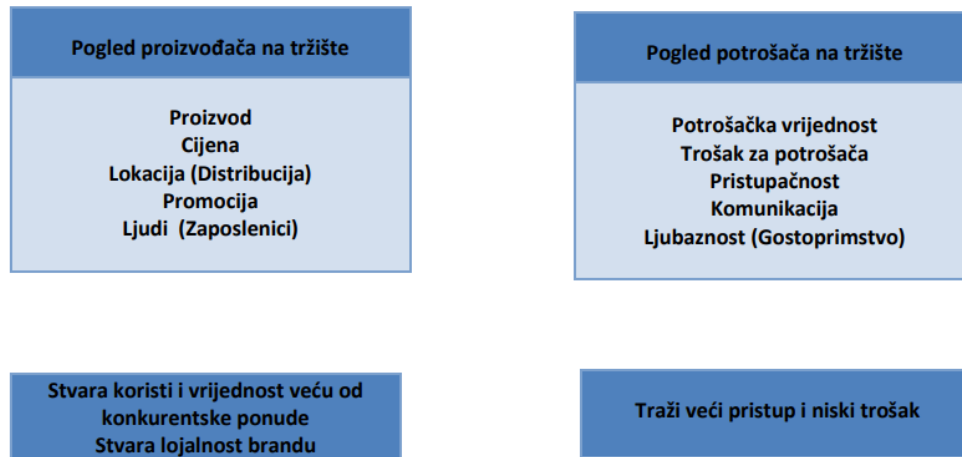 Pogled proizvođača na tržište
Proizvod
Cijena
Lokacija (Distribucija)
Promocija
Ljudi (Zaposlenici)
Pogled potrošača na tržište
Potrošačka vrijednost
Trošak za potrošača
Pristupačnost
Komunikacija
Ljubaznost (Gostoprimstvo)
Stvara koristi i vrijednost veću od
konkurentske ponude
Stvara lojalnost brandu
Traži veći pristup i niski trošak